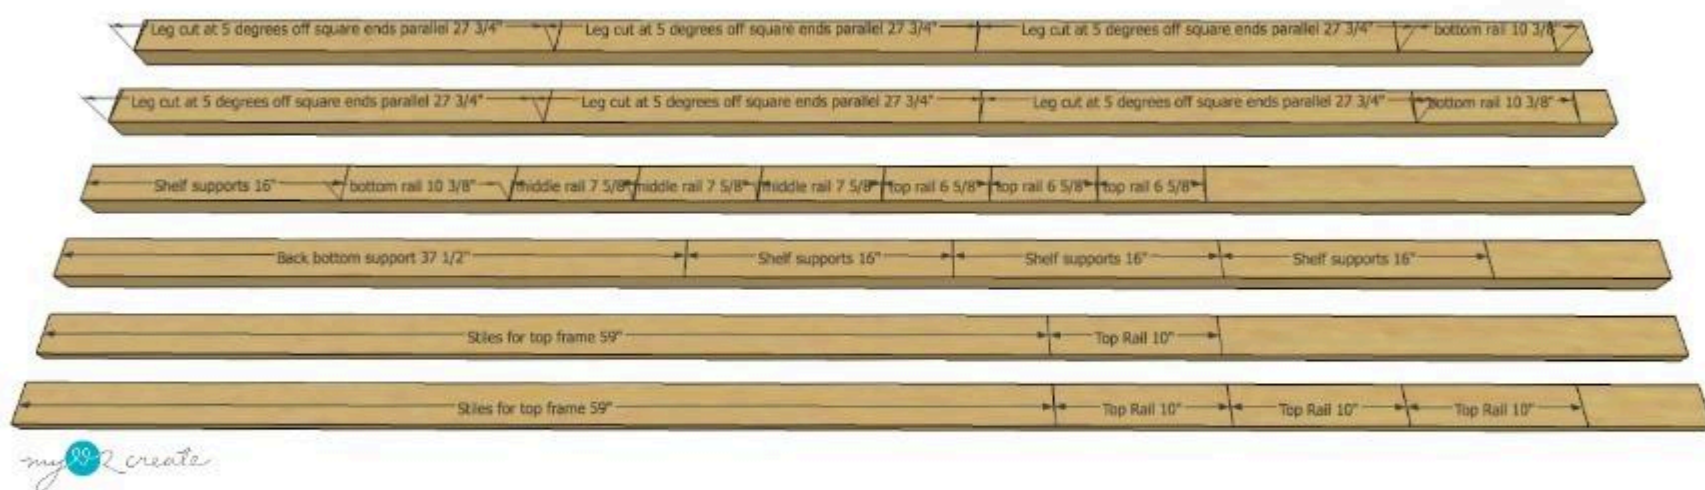 Leg cut at 5 degrees off square ends parallel 27 3/4" Leg cut at 5 degrees off square ends parallel 27 3/4" Leg cut at 5 degrees off square ends parallel 27 3/4" bottom rail 10 3/8"
Leg cut at 5 degrees off square ends parallel 27 3/4" Leg cut at 5 degrees off square ends parallel 27 3/4" Leg cut at 5 degrees off square ends parallel 27 3/4" bottom rail 10 3/8"
Shelf supports 16" bottom rail 10 3/8" middle rail 7 5/8" middle rail 7 5/8" middle rail 7 5/8" top rail 6 5/8" top rail 6 5/8" top rail 6 5/8"
Back bottom support 37 1/2" Shelf supports 16" Shelf supports 16" Shelf supports 16"
Stiles for top frame 59" Top Rail 10"
Stiles for top frame 59" Top Rail 10" Top Rail 10" Top Rail 10"
my 2 create